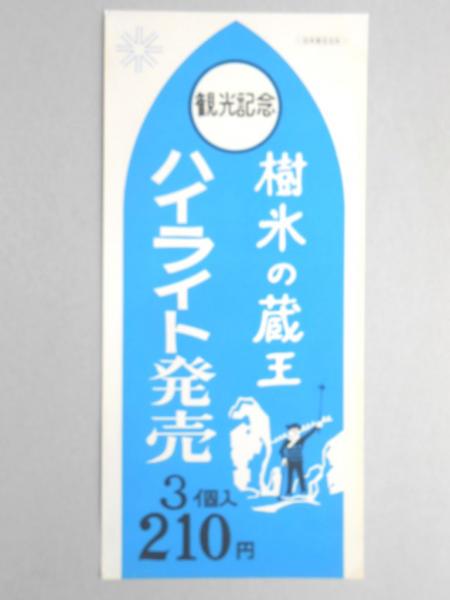 観光記念
樹氷の蔵王
ハイライト発売
3個入
210円